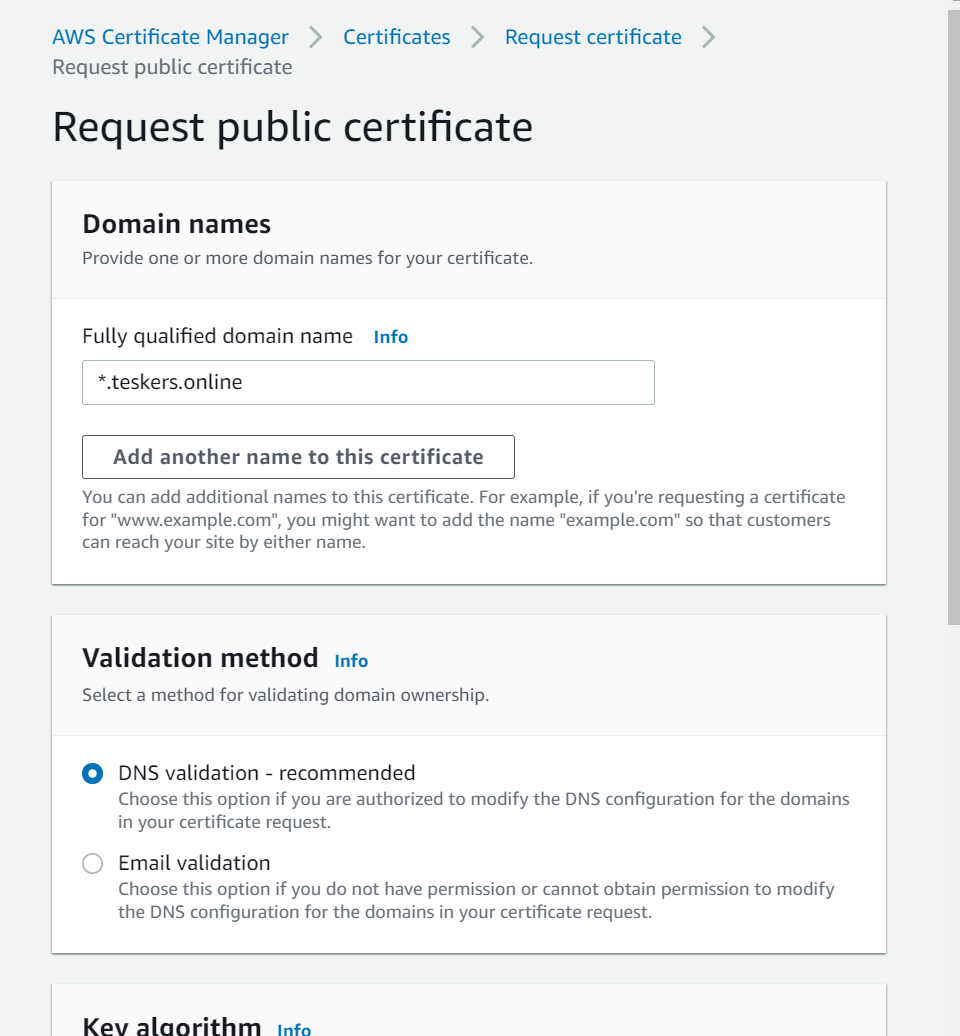 AWS Certificate Manager > Certificates > Request certificate >
Request public certificate
Request public certificate
Domain names
Provide one or more domain names for your certificate.
Fully qualified domain name Info
*.teskers.online
Add another name to this certificate
You can add additional names to this certificate. For example, if you're requesting a certificate
for "www.example.com", you might want to add the name "example.com" so that customers
can reach your site by either name.
Validation method Info
Select a method for validating domain ownership.
DNS validation - recommended
Choose this option if you are authorized to modify the DNS configuration for the domains
in your certificate request.
Email validation
Choose this option if you do not have permission or cannot obtain permission to modify
the DNS configuration for the domains in your certificate request.
Key algorithm Info